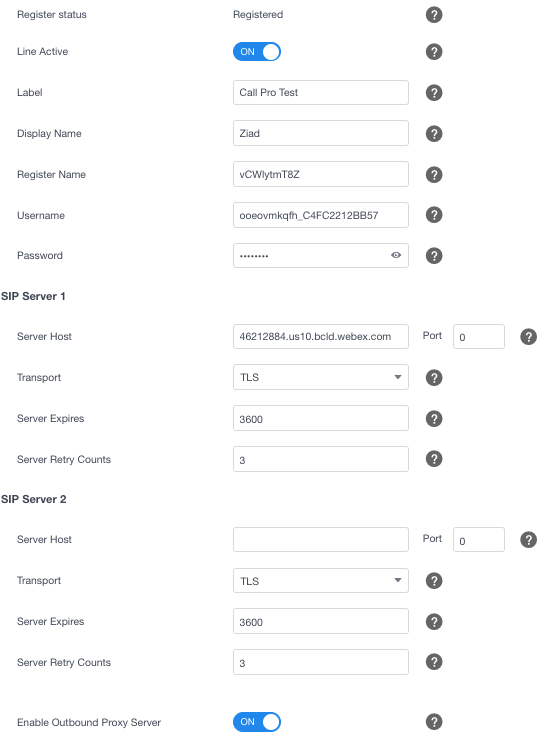 Register status Registered ?
Line Active ON ?
Label Call Pro Test ?
Display Name Ziad ?
Register Name vCWlytmT8Z ?
Username ooeovmkqfh_C4FC2212BB57 ?
Password •••••••• ?
SIP Server 1
Server Host 46212884.us10.bcld.webex.com Port 0 ?
Transport TLS ?
Server Expires 3600 ?
Server Retry Counts 3 ?
SIP Server 2
Server Host Port 0 ?
Transport TLS ?
Server Expires 3600 ?
Server Retry Counts 3 ?
Enable Outbound Proxy Server ON ?